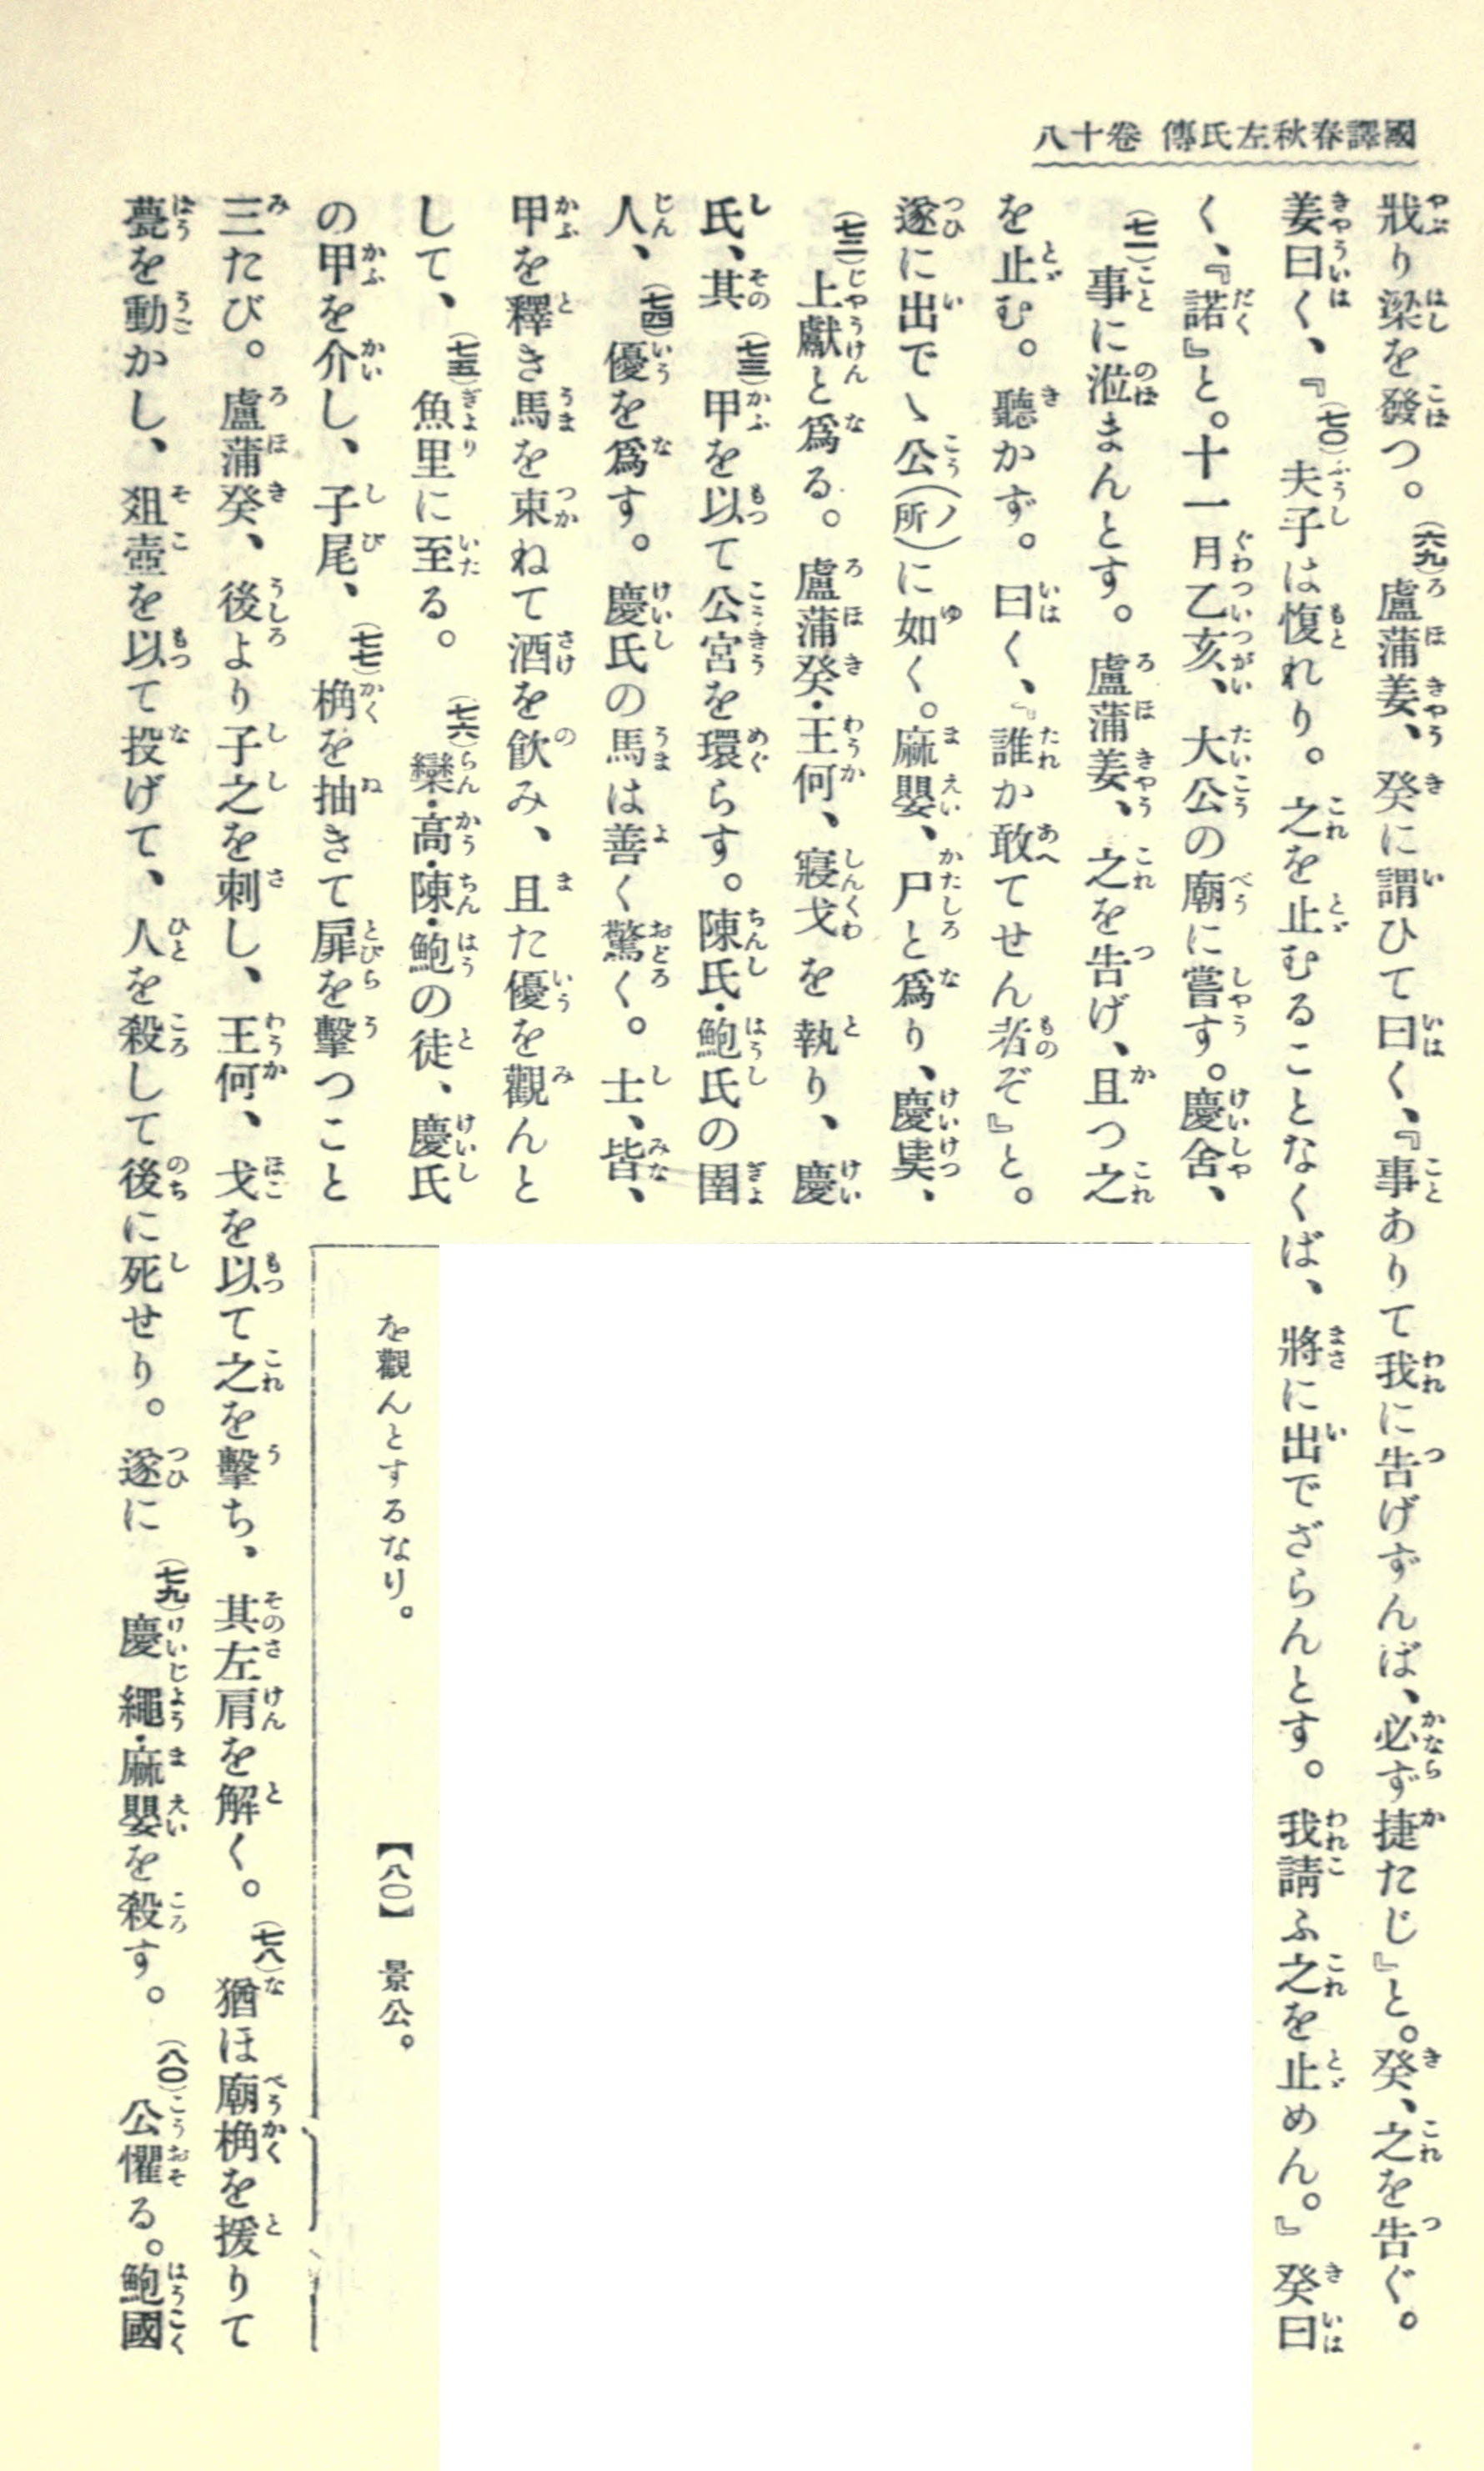 國譯春秋左氏傳 卷十八
戕り梁を發つ。(六九)盧蒲姜、癸に謂ひて曰く、『事ありて我に告げずんば、必ず捷たじ』と。癸、之を告ぐ。
姜曰く、『(七〇)夫子は愎れり。之を止むることなくば、將に出でざらんとす。我請ふ之を止めん。』癸曰
く、『諾』と。十一月乙亥、大公の廟に嘗す。慶舍、
(七一)事に涖まんとす。盧蒲姜、之を告げ、且つ之
を止む。聽かず。曰く、『誰か敢てせん者ぞ』と。
遂に出でゝ公(ノ所)に如く。麻嬰、尸と爲り、慶䠠、
(七二)上獻と爲る。盧蒲癸・王何、寢戈を執り、慶
氏、其(七三)甲を以て公宮を環らす。陳氏・鮑氏の圉
人、(七四)優を爲す。慶氏の馬は善く驚く。士、皆、
甲を釋き馬を束ねて酒を飮み、且た優を觀んと
して、(七五)魚里に至る。(七六)欒・高・陳・鮑の徒、慶氏
の甲を介し、子尾、(七七)桷を抽きて扉を擊つこと
三たび。盧蒲癸、後より子之を刺し、王何、戈を以て之を擊ち、其左肩を解く。(七八)猶ほ廟桷を援りて
甍を動かし、俎壺を以て投げて、人を殺して後に死せり。遂に(七九)慶繩・麻嬰を殺す。(八〇)公懼る。鮑國
を觀んとするなり。
【八〇】 景公。